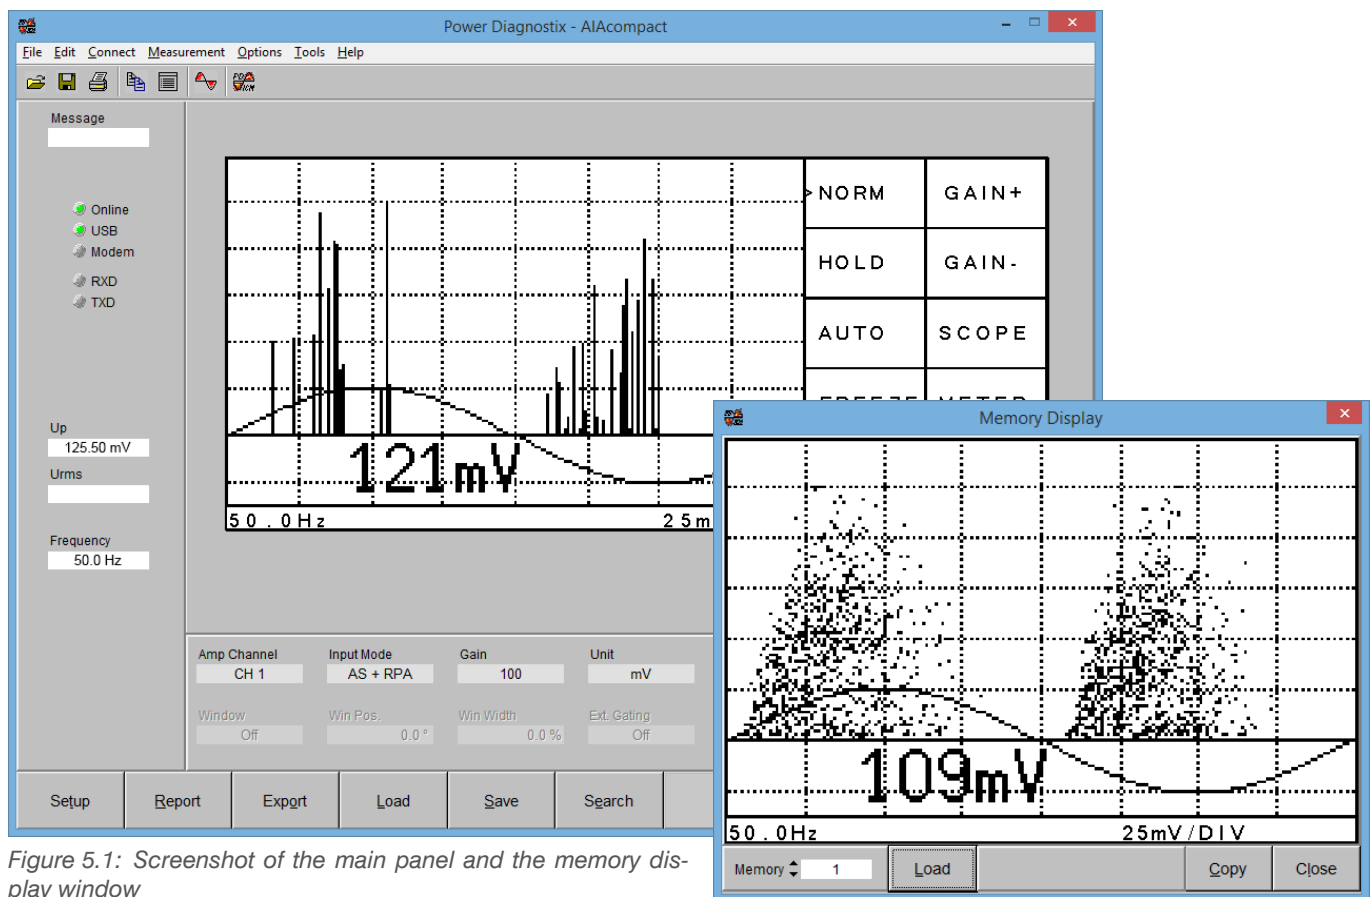 Power Diagnostix - AIAcompact
File Edit Connect Measurement Options Tools Help
Message
Online
USB
Modem
RXD
TXD
Up
125.50 mV
Urms
Frequency
50.0 Hz
>NORM GAIN+
HOLD GAIN-
AUTO SCOPE
FREEZE METER
121mV
50.0Hz 25m
Amp Channel Input Mode Gain Unit
CH 1 AS + RPA 100 mV
Window Win Pos. Win Width Ext. Gating
Off 0.0 ° 0.0 % Off
Setup Report Export Load Save Search
Memory Display
109mV
50.0Hz 25mV/DIV
Memory 1 Load Copy Close
Figure 5.1: Screenshot of the main panel and the memory dis-
play window